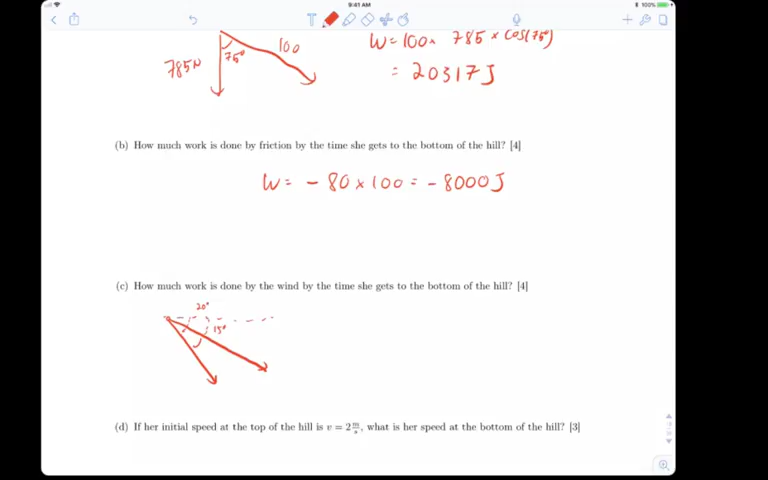 9:41 AM
100%
T
785N 75° 100 W = 100 × 785 × cos(75°)
= 20317 J
(b) How much work is done by friction by the time she gets to the bottom of the hill? [4]
W = - 80 × 100 = - 8000 J
(c) How much work is done by the wind by the time she gets to the bottom of the hill? [4]
20°
15°
(d) If her initial speed at the top of the hill is v = 2 m/s, what is her speed at the bottom of the hill? [3]